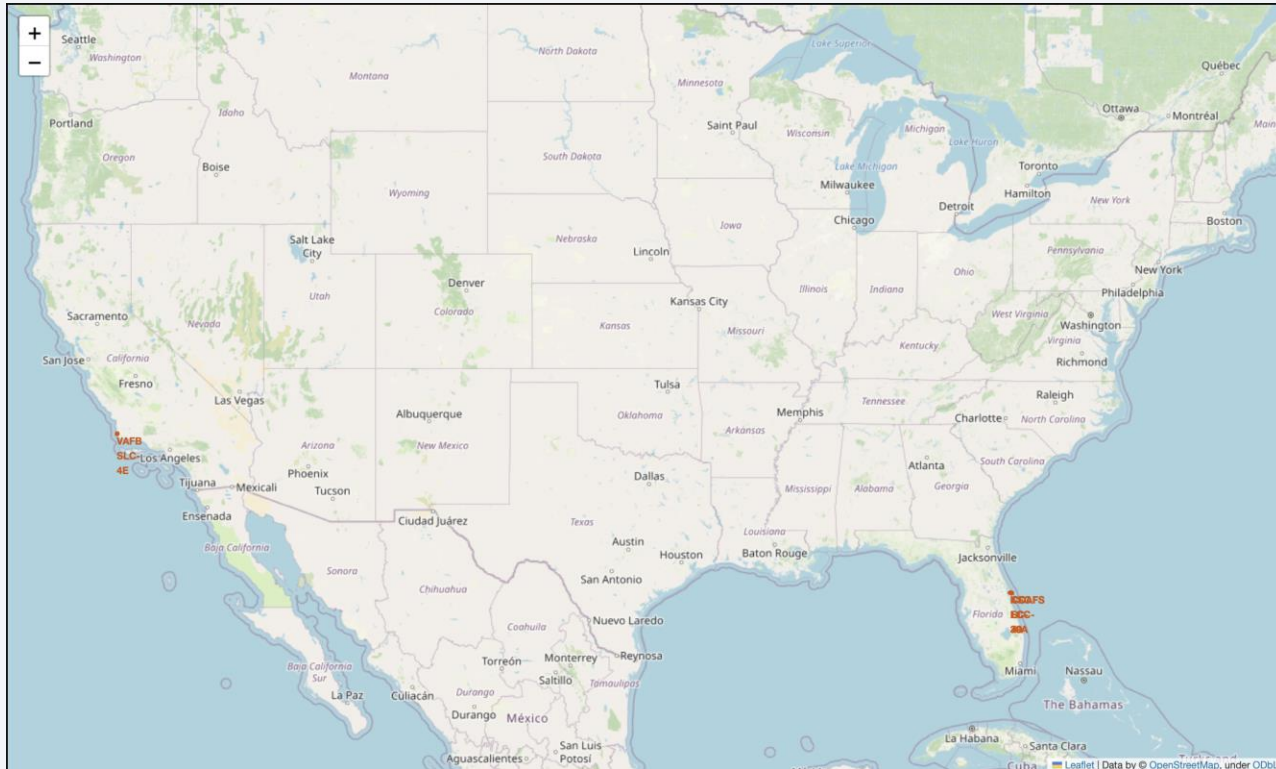 +
−
Seattle
Washington
Portland
Oregon
Idaho
Boise
Montana
Wyoming
North Dakota
South Dakota
Minnesota
Saint Paul
Wisconsin
Lake Superior
Michigan
Lake Huron
Lake Michigan
Milwaukee
Chicago
Detroit
Toronto
Hamilton
Ottawa
Montréal
Québec
Main
New York
Boston
Salt Lake
City
Utah
Nevada
Sacramento
San Jose
California
Fresno
Las Vegas
Denver
Colorado
Nebraska
Lincoln
Iowa
Kansas
Kansas City
Missouri
Illinois
Indiana
Ohio
Pennsylvania
New York
Philadelphia
West Virginia
Washington
Virginia
Richmond
Kentucky
Tennessee
Raleigh
Charlotte
North Carolina
South Carolina
Memphis
Arkansas
Tulsa
Oklahoma
Albuquerque
New Mexico
Arizona
Phoenix
Tucson
VAFB
SLC-
4E
Los Angeles
Tijuana
Mexicali
Ensenada
Baja California
Sonora
Ciudad Juárez
Chihuahua
Texas
Dallas
Austin
San Antonio
Houston
Louisiana
Baton Rouge
Mississippi
Alabama
Atlanta
Georgia
Jacksonville
Florida
Miami
Nassau
The Bahamas
Nuevo Laredo
Reynosa
Coahuila
Monterrey
Torreón
Saltillo
Tamaulipas
Durango
Durango
Culiacán
Baja
California
Sur
La Paz
México
Aguascalientes
San Luis
Potosí
La Habana
Santa Clara
Cuba
Leaflet | Data by © OpenStreetMap, under ODbL